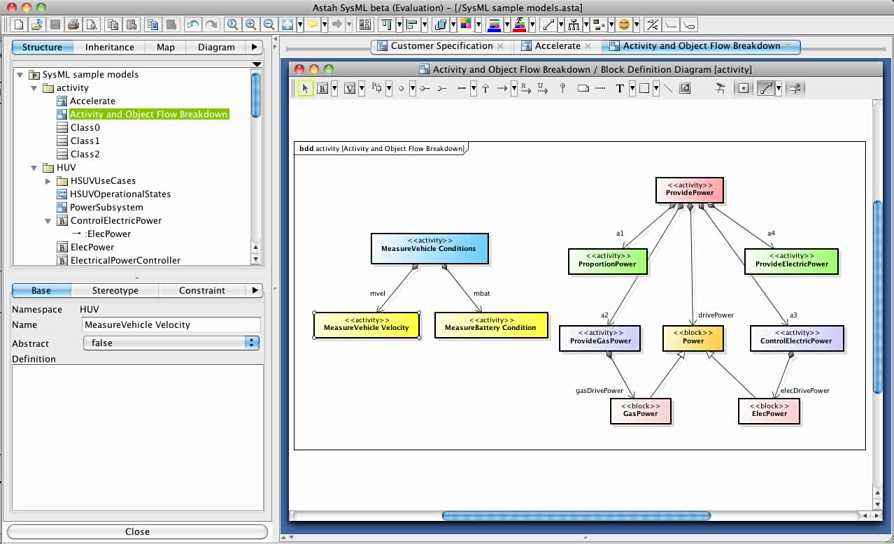 Astah SysML beta (Evaluation) - [/SysML sample models.asta]
Structure Inheritance Map Diagram
SysML sample models
activity
Accelerate
Activity and Object Flow Breakdown
Class0
Class1
Class2
HUV
HSUVUseCases
HSUVOperationalStates
PowerSubsystem
ControlElectricPower
:ElecPower
ElecPower
ElectricalPowerController
Base Stereotype Constraint
Namespace HUV
Name MeasureVehicle Velocity
Abstract false
Definition
Close
Customer Specification Accelerate Activity and Object Flow Breakdown
Activity and Object Flow Breakdown / Block Definition Diagram [activity]
T
bdd activity [Activity and Object Flow Breakdown]
<<activity>>
ProvidePower
a1
a4
<<activity>>
MeasureVehicle Conditions
<<activity>>
ProportionPower
<<activity>>
ProvideElectricPower
mvel
mbat
<<activity>>
MeasureVehicle Velocity
<<activity>>
MeasureBattery Condition
a2
drivePower
a3
<<activity>>
ProvideGasPower
<<block>>
Power
<<activity>>
ControlElectricPower
gasDrivePower
elecDrivePower
<<block>>
GasPower
<<block>>
ElecPower